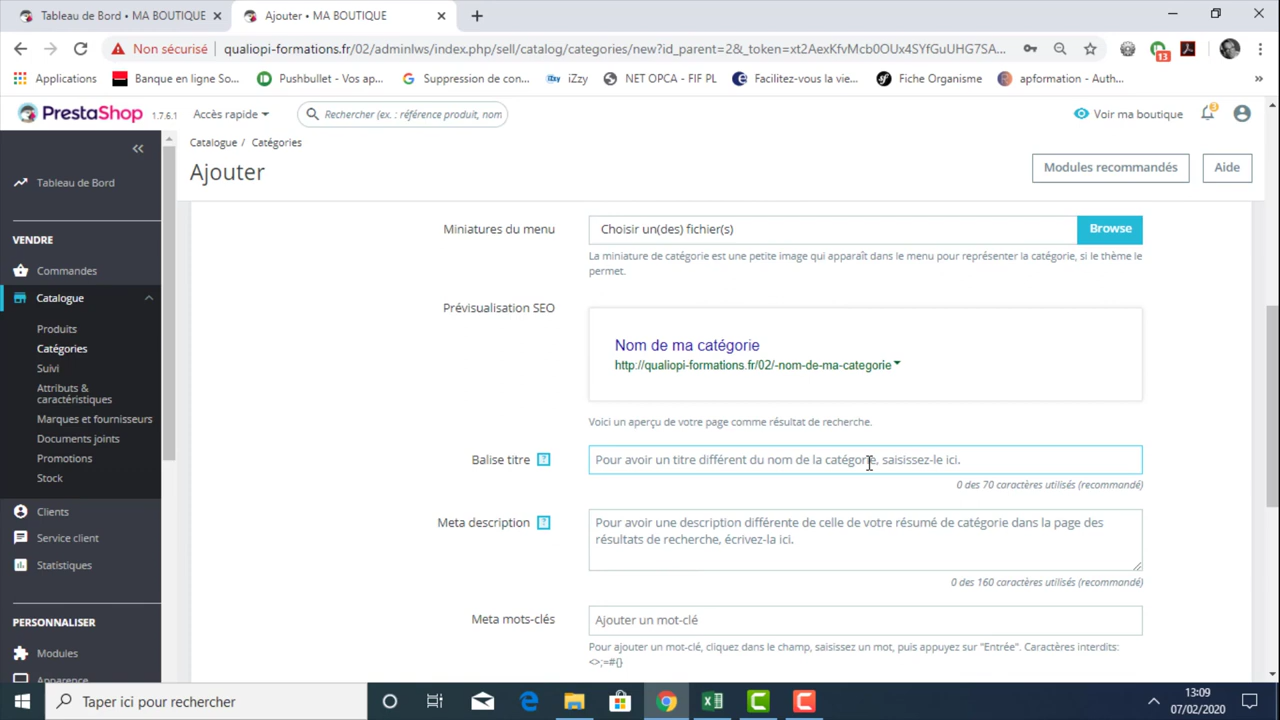 Tableau de Bord • MA BOUTIQUE
Ajouter • MA BOUTIQUE
Non sécurisé
qualiopi-formations.fr/02/adminlws/index.php/sell/catalog/categories/new?id_parent=2&_token=xt2AexKfvMcb0OUx4SYfGuUHG7SA...
Applications
Banque en ligne So...
Pushbullet - Vos ap...
Suppression de con...
iZzy
NET OPCA - FIF PL
Facilitez-vous la vie...
Fiche Organisme
apformation - Auth...
»
13
PRESTASHOP 1.7.6.1
Accès rapide
Rechercher (ex. : référence produit, nom
Voir ma boutique
3
Catalogue / Catégories
Ajouter
Modules recommandés
Aide
Tableau de Bord
VENDRE
Commandes
Catalogue
Produits
Catégories
Suivi
Attributs &
caractéristiques
Marques et fournisseurs
Documents joints
Promotions
Stock
Clients
Service client
Statistiques
PERSONNALISER
Modules
Apparence
Miniatures du menu
Choisir un(des) fichier(s)
Browse
La miniature de catégorie est une petite image qui apparaît dans le menu pour représenter la catégorie, si le thème le
permet.
Prévisualisation SEO
Nom de ma catégorie
http://qualiopi-formations.fr/02/-nom-de-ma-categorie
Voici un aperçu de votre page comme résultat de recherche.
Balise titre ?
Pour avoir un titre différent du nom de la catégorie, saisissez-le ici.
0 des 70 caractères utilisés (recommandé)
Meta description ?
Pour avoir une description différente de celle de votre résumé de catégorie dans la page des
résultats de recherche, écrivez-la ici.
0 des 160 caractères utilisés (recommandé)
Meta mots-clés
Ajouter un mot-clé
Pour ajouter un mot-clé, cliquez dans le champ, saisissez un mot, puis appuyez sur "Entrée". Caractères interdits:
<>;=#{}
Taper ici pour rechercher
13:09
07/02/2020